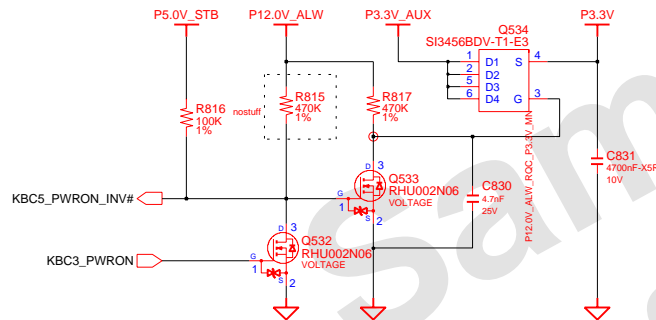 P5.0V_STB P12.0V_ALW P3.3V_AUX P3.3V
Q534
SI3456BDV-T1-E3
1 D1 S 4
2 D2
5 D3
6 D4 G 3
R816
100K
1%
nostuff
R815
470K
1%
R817
470K
1%
P12.0V_ALW_RQC_P3.3V_MN
C831
4700nF-X5R
10V
D 3
Q533
RHU002N06
VOLTAGE
G
1
S
2
C830
4.7nF
25V
KBC5_PWRON_INV#
D 3
Q532
RHU002N06
VOLTAGE
KBC3_PWRON
G
1
S
2
Sam